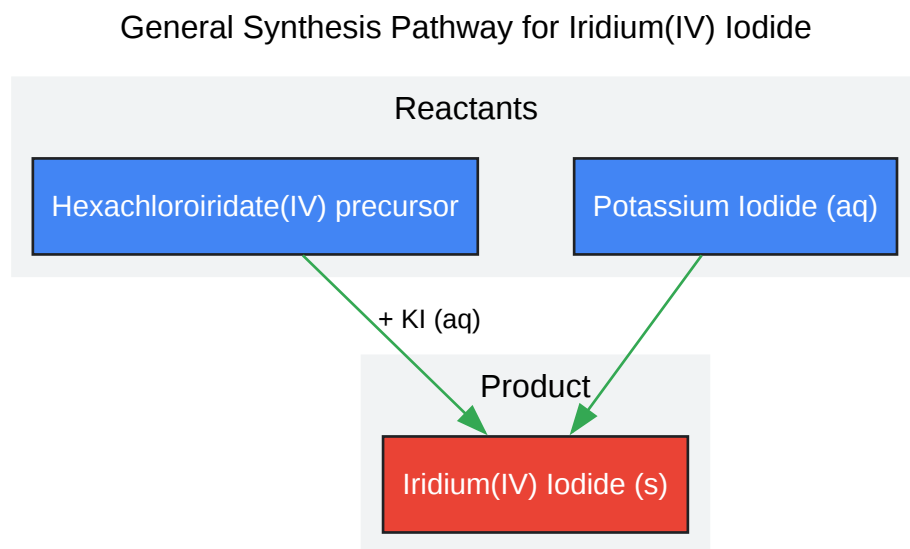 General Synthesis Pathway for Iridium(IV) Iodide
Reactants
Hexachloroiridate(IV) precursor
Potassium Iodide (aq)
+ KI (aq)
Product
Iridium(IV) Iodide (s)